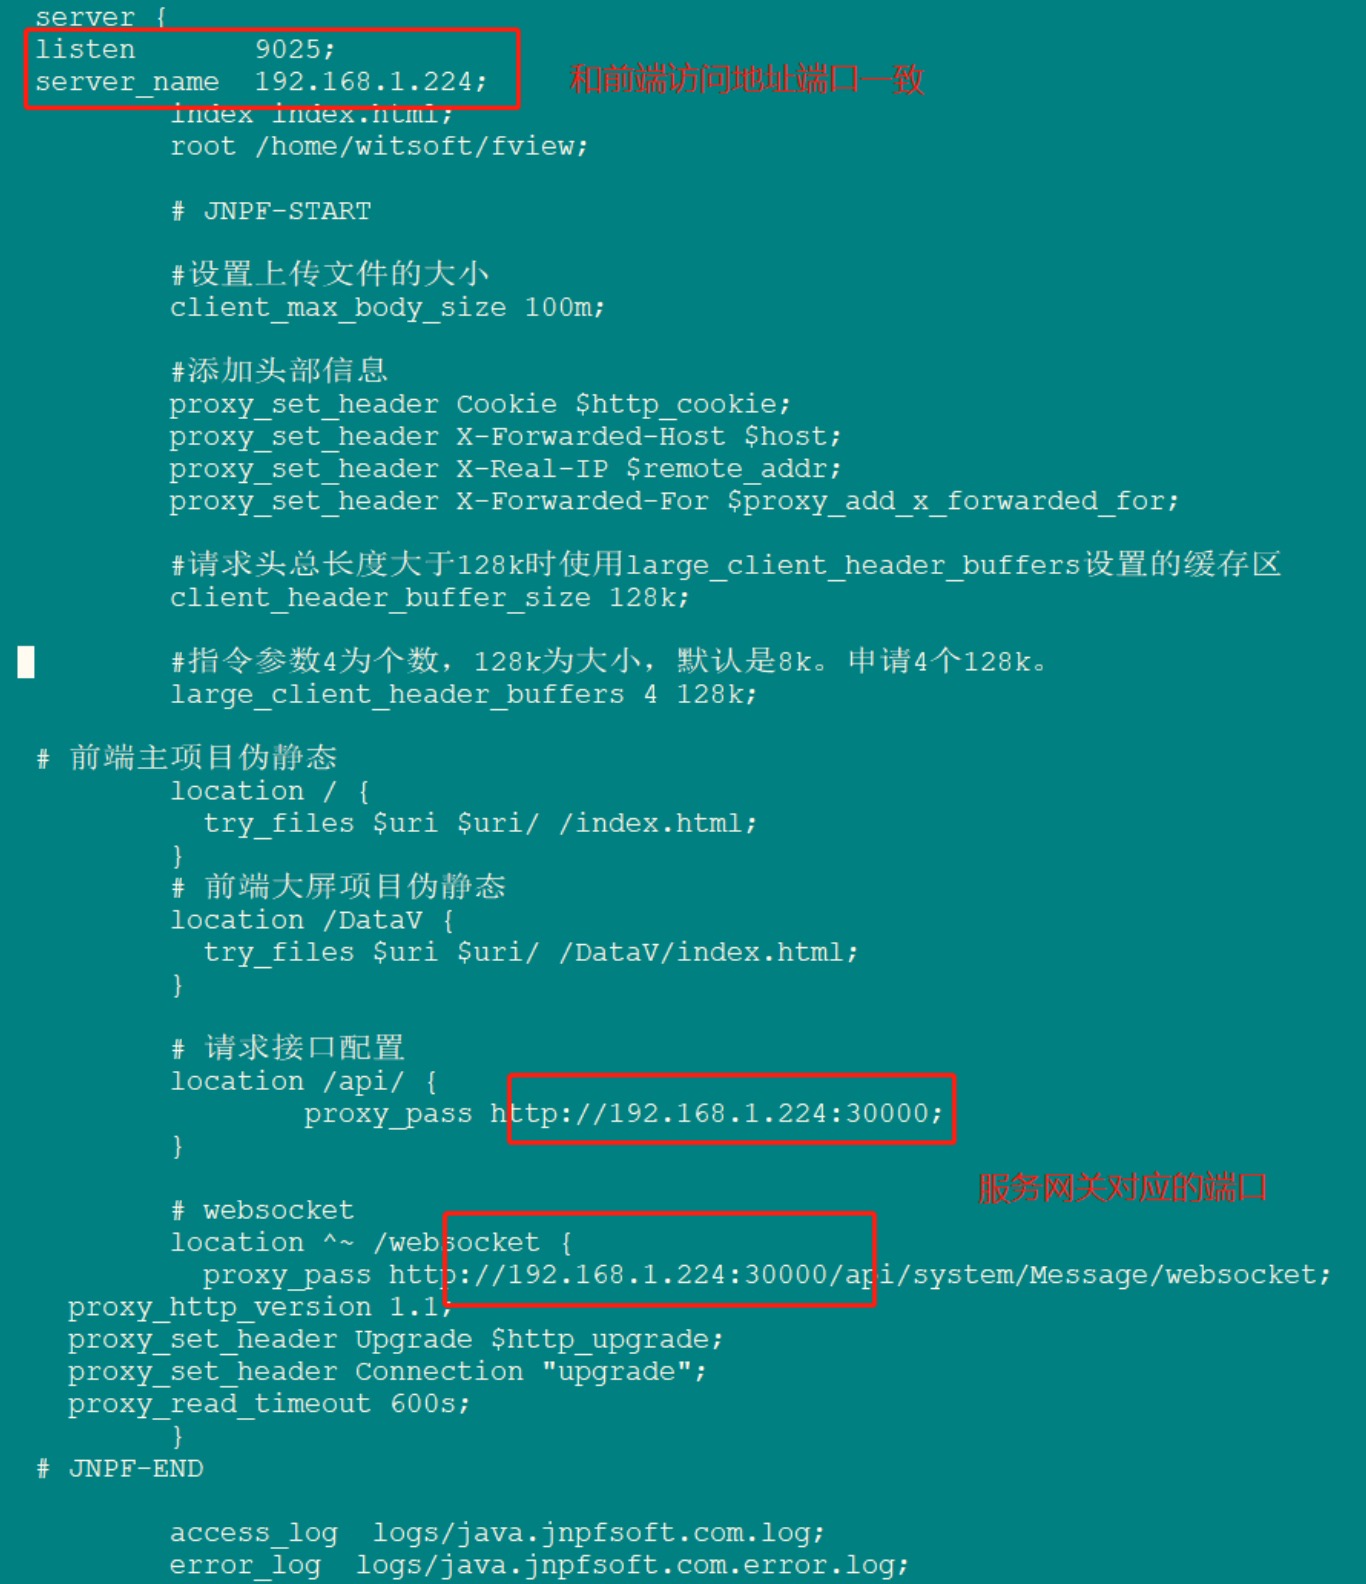 server {
listen       9025;
server_name  192.168.1.224;
和前端访问地址端口一致
        index index.html;
        root /home/witsoft/fview;
        # JNPF-START
        #设置上传文件的大小
        client_max_body_size 100m;
        #添加头部信息
        proxy_set_header Cookie $http_cookie;
        proxy_set_header X-Forwarded-Host $host;
        proxy_set_header X-Real-IP $remote_addr;
        proxy_set_header X-Forwarded-For $proxy_add_x_forwarded_for;
        #请求头总长度大于128k时使用large_client_header_buffers设置的缓存区
        client_header_buffer_size 128k;
        #指令参数4为个数，128k为大小，默认是8k。申请4个128k。
        large_client_header_buffers 4 128k;
# 前端主项目伪静态
        location / {
          try_files $uri $uri/ /index.html;
        }
        # 前端大屏项目伪静态
        location /DataV {
          try_files $uri $uri/ /DataV/index.html;
        }
        # 请求接口配置
        location /api/ {
                proxy_pass http://192.168.1.224:30000;
        }
服务网关对应的端口
        # websocket
        location ^~ /websocket {
          proxy_pass http://192.168.1.224:30000/api/system/Message/websocket;
  proxy_http_version 1.1;
  proxy_set_header Upgrade $http_upgrade;
  proxy_set_header Connection "upgrade";
  proxy_read_timeout 600s;
        }
# JNPF-END
        access_log  logs/java.jnpfsoft.com.log;
        error_log  logs/java.jnpfsoft.com.error.log;